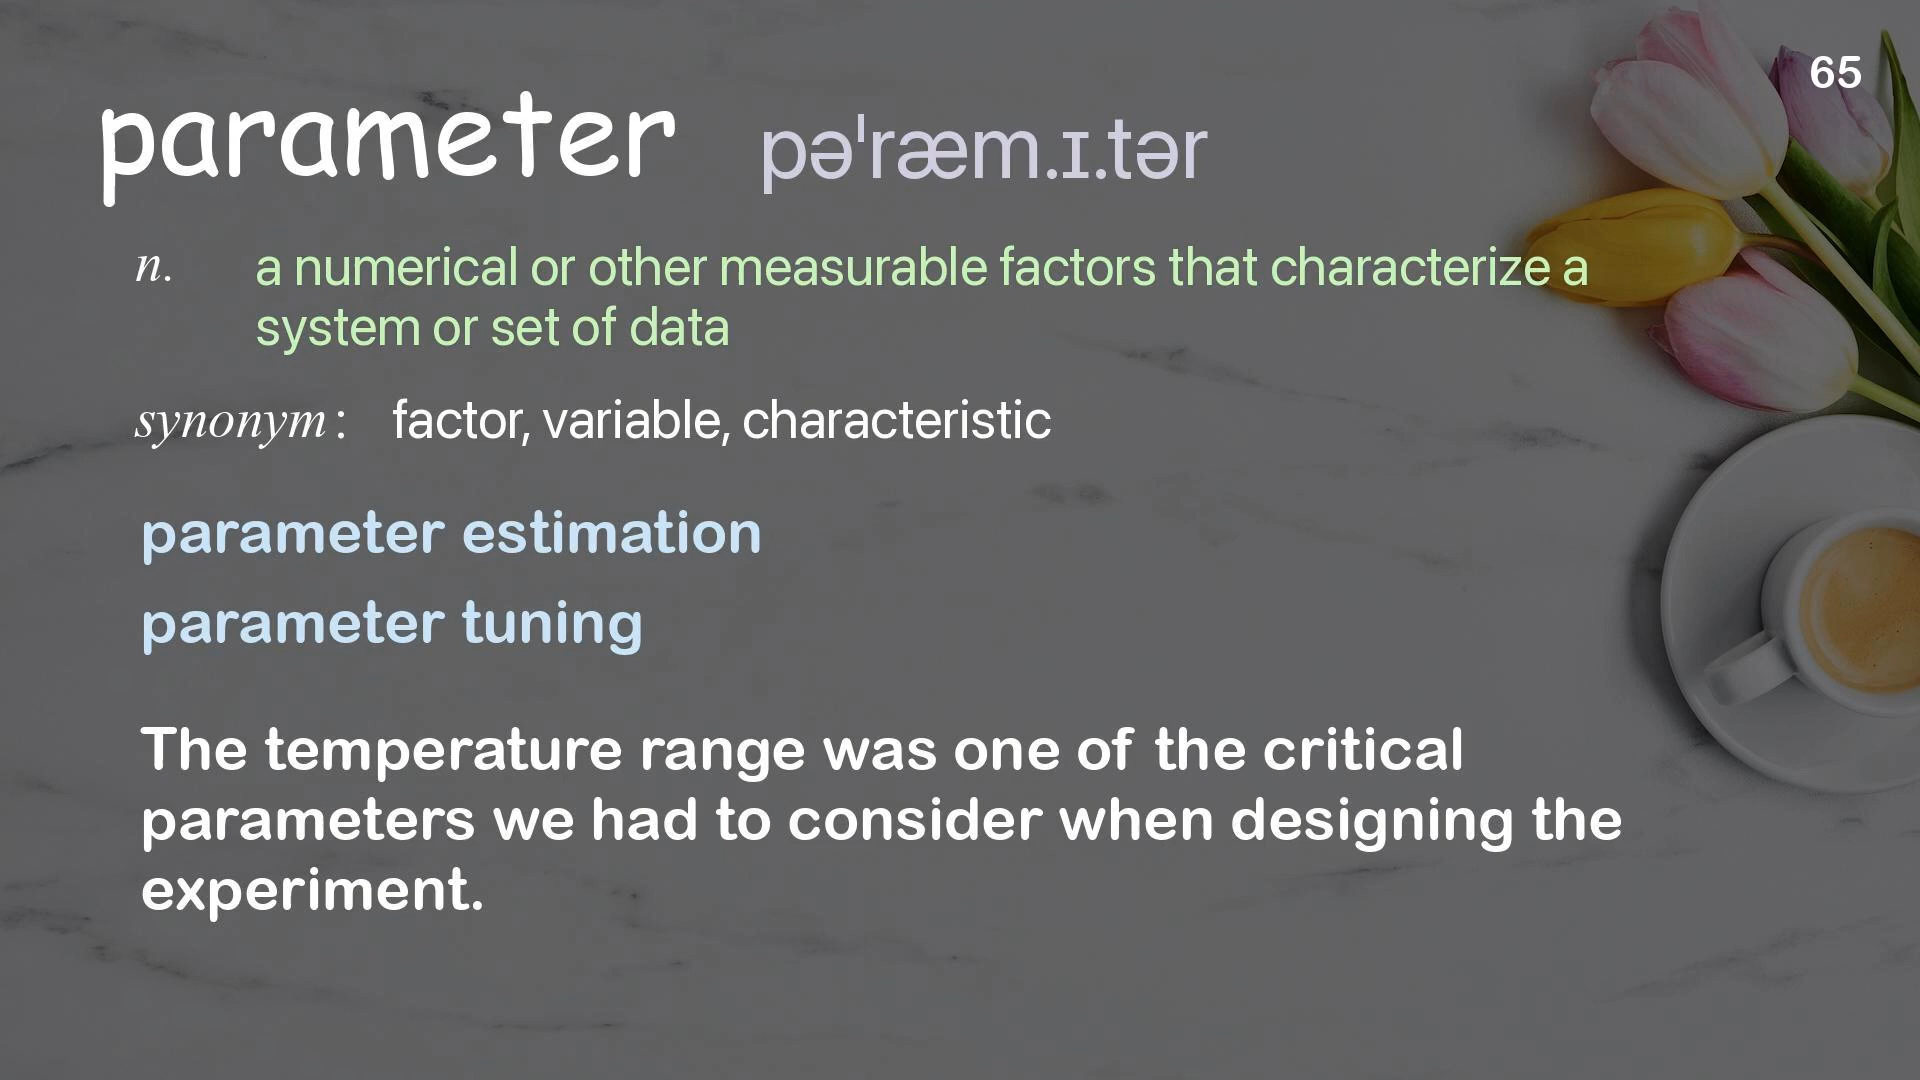 65
parameter pəˈræm.ɪ.tər
n. a numerical or other measurable factors that characterize a
system or set of data
synonym: factor, variable, characteristic
parameter estimation
parameter tuning
The temperature range was one of the critical
parameters we had to consider when designing the
experiment.